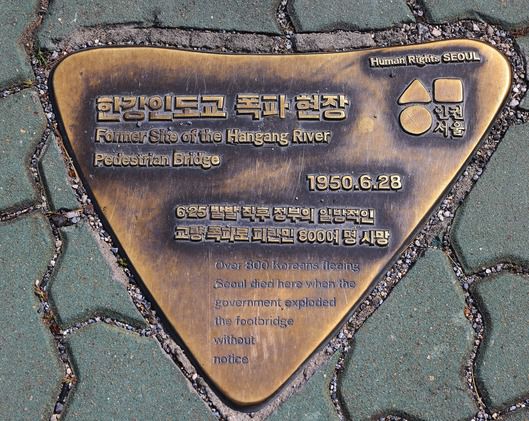 Human Rights SEOUL
인권
서울
한강인도교 폭파 현장
Former Site of the Hangang River
Pedestrian Bridge
1950.6.28
6·25 발발 직후 정부의 일방적인
교량 폭파로 피란민 800여 명 사망
Over 800 Koreans fleeing
Seoul died here when the
government exploded
the footbridge
without
notice